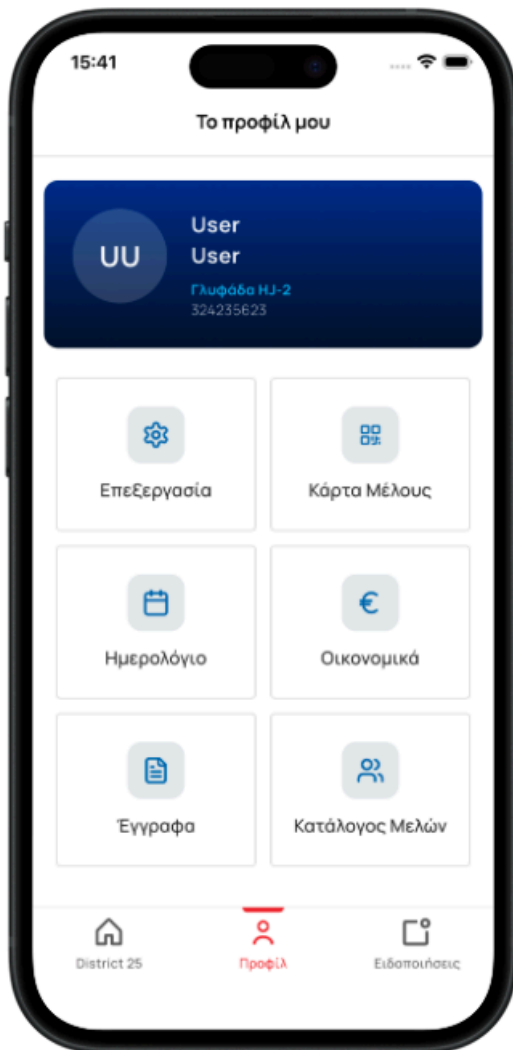 15:41
Το προφίλ μου
UU
User
User
Γλυφάδα HJ-2
324235623
Επεξεργασία
Κάρτα Μέλους
Ημερολόγιο
Οικονομικά
Έγγραφα
Κατάλογος Μελών
District 25
Προφίλ
Ειδοποιήσεις